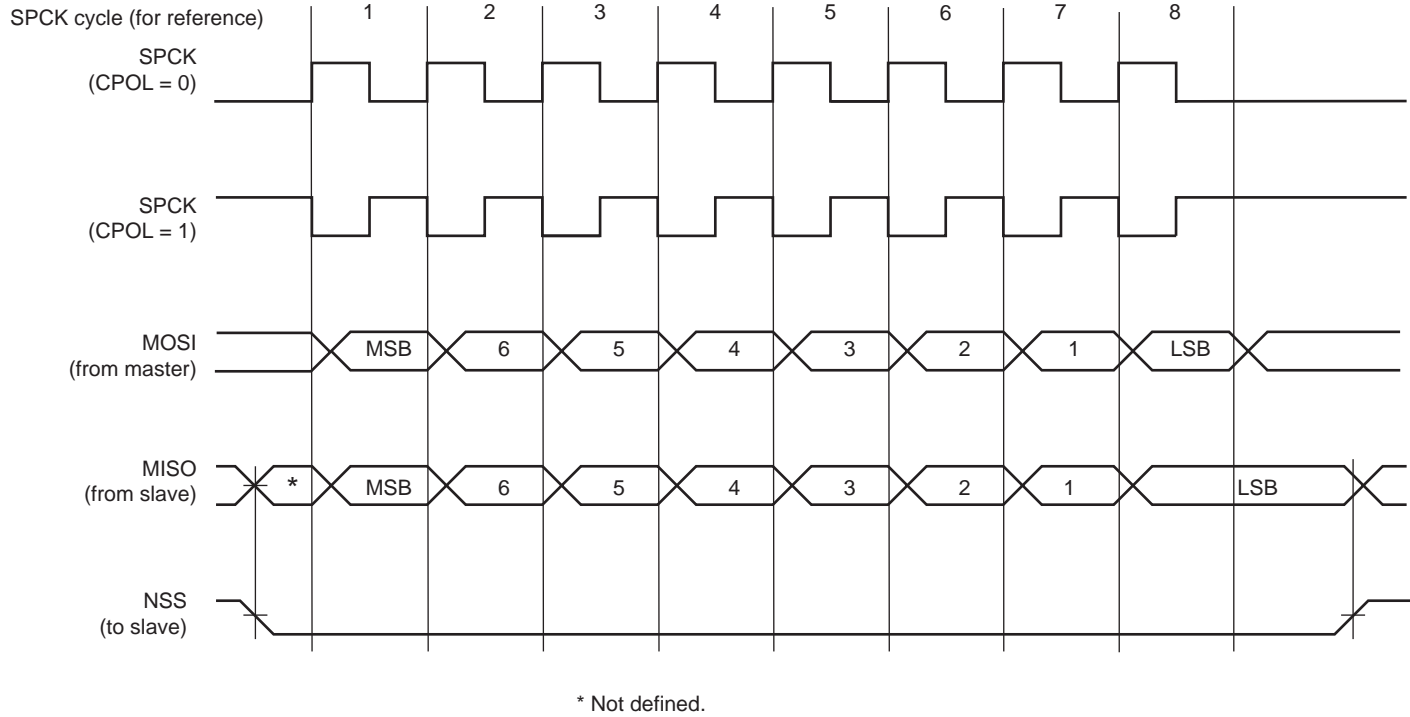 SPCK cycle (for reference) 1 2 3 4 5 6 7 8
SPCK
(CPOL = 0)
SPCK
(CPOL = 1)
MOSI
(from master)
MSB 6 5 4 3 2 1 LSB
MISO
(from slave)
* MSB 6 5 4 3 2 1 LSB
NSS
(to slave)
* Not defined.